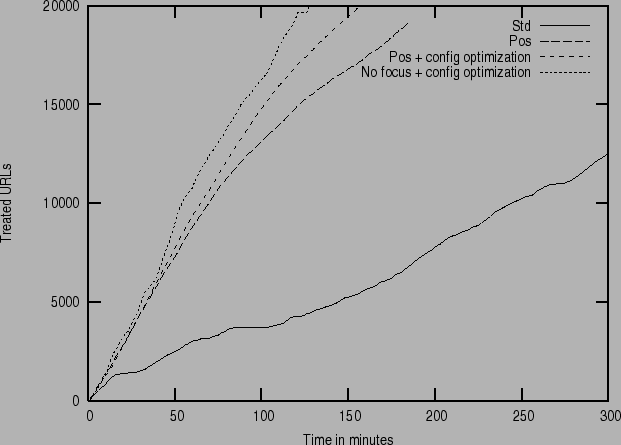 20000
15000
10000
5000
0
Treated URLs
Std
Pos
Pos + config optimization
No focus + config optimization
0 50 100 150 200 250 300
Time in minutes